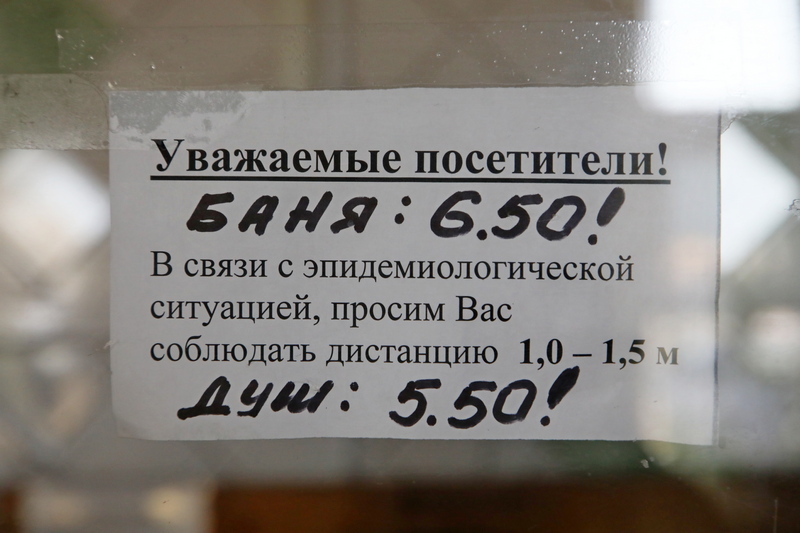 Уважаемые посетители!
БАНЯ: 6.50!
В связи с эпидемиологической
ситуацией, просим Вас
соблюдать дистанцию 1,0 – 1,5 м
ДУШ: 5.50!